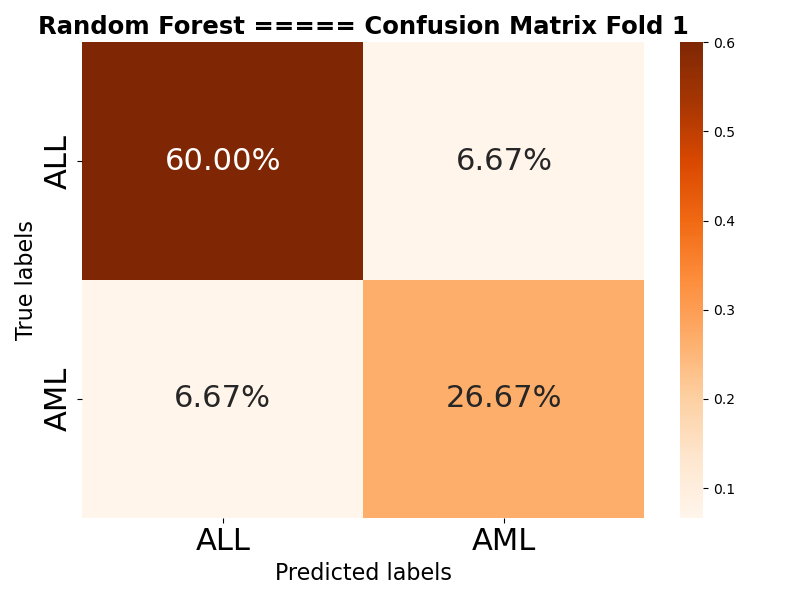 Random Forest ===== Confusion Matrix Fold 1
True labels
ALL
AML
60.00%
6.67%
6.67%
26.67%
ALL
AML
Predicted labels
0.6
0.5
0.4
0.3
0.2
0.1